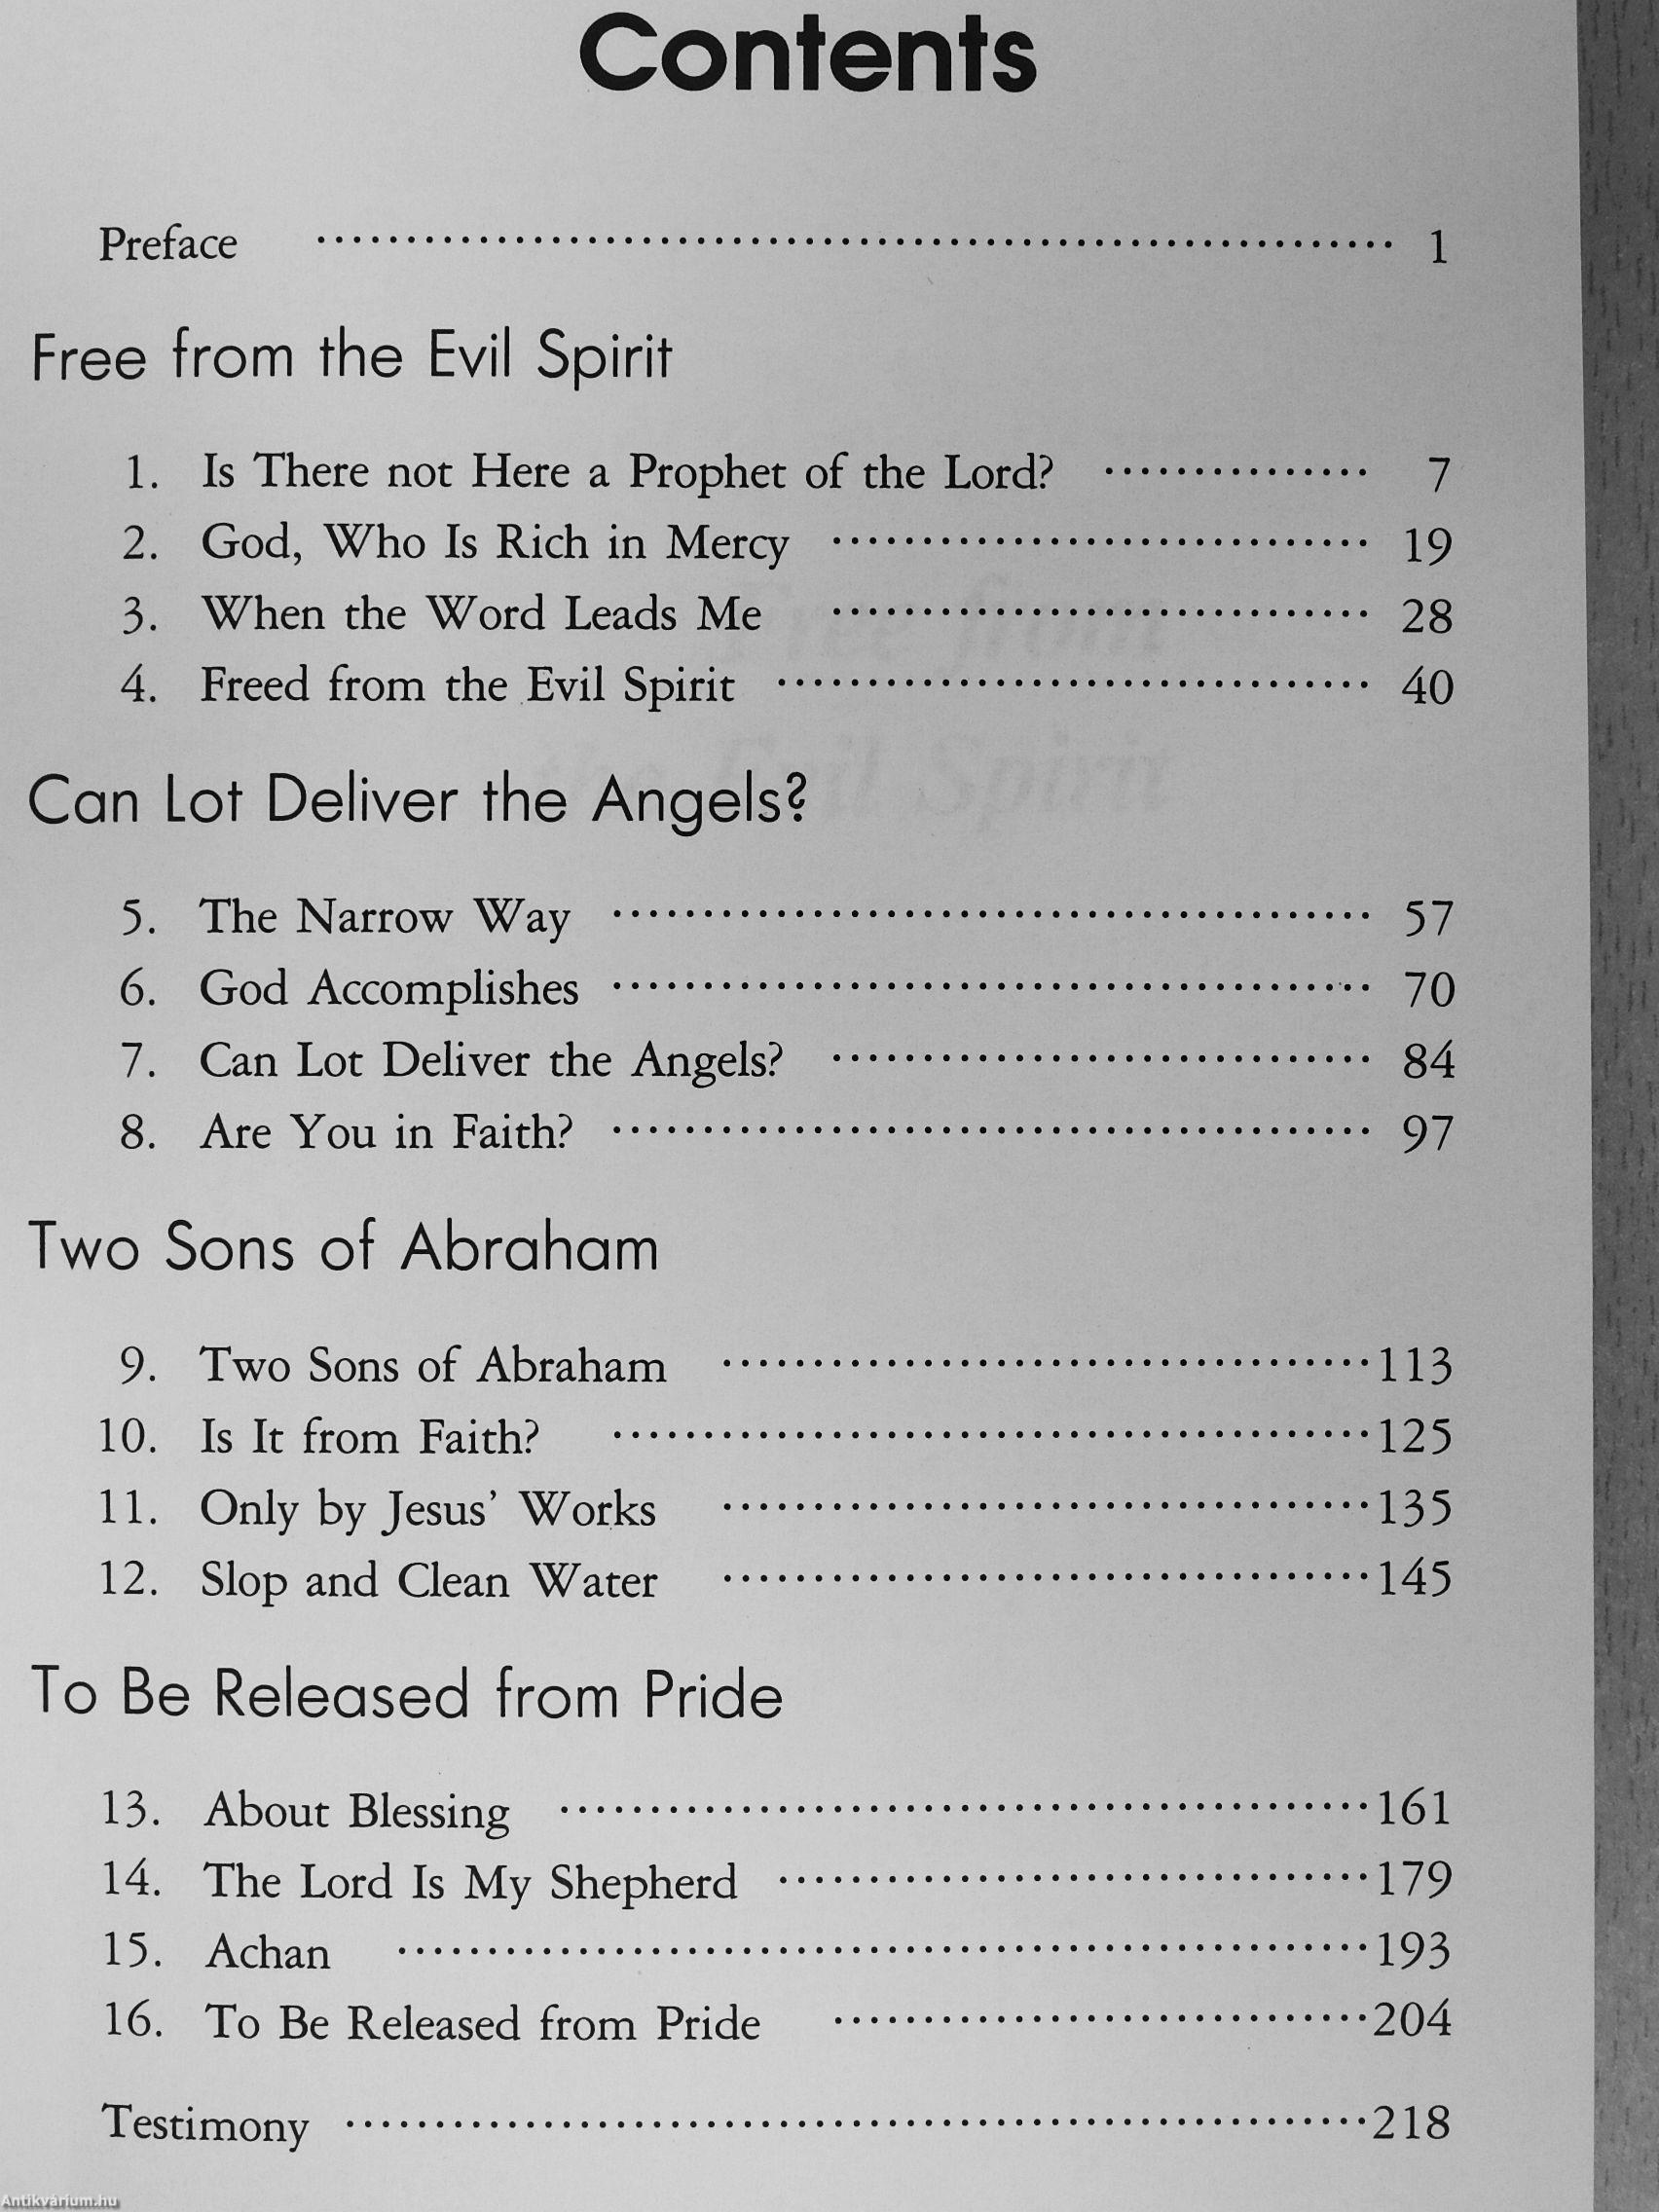 Contents
Preface ························································ 1
Free from the Evil Spirit
1. Is There not Here a Prophet of the Lord? ··············· 7
2. God, Who Is Rich in Mercy ······························ 19
3. When the Word Leads Me ······························ 28
4. Freed from the Evil Spirit ································· 40
Can Lot Deliver the Angels?
5. The Narrow Way ·········································· 57
6. God Accomplishes ·········································· 70
7. Can Lot Deliver the Angels? ······························ 84
8. Are You in Faith? ·········································· 97
Two Sons of Abraham
9. Two Sons of Abraham ····································113
10. Is It from Faith? ··········································125
11. Only by Jesus’ Works ····································135
12. Slop and Clean Water ····································145
To Be Released from Pride
13. About Blessing ·············································161
14. The Lord Is My Shepherd ·································179
15. Achan ······················································193
16. To Be Released from Pride ······························204
Testimony ·························································218
Antikvárium.hu